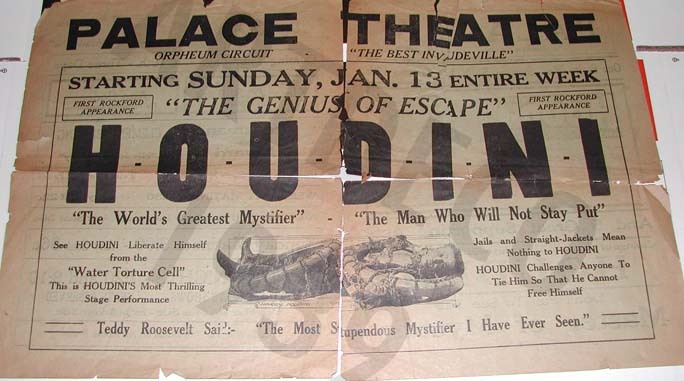 PALACE THEATRE
ORPHEUM CIRCUIT "THE BEST IN VAUDEVILLE"
STARTING SUNDAY, JAN. 13 ENTIRE WEEK
FIRST ROCKFORD APPEARANCE
"THE GENIUS OF ESCAPE"
FIRST ROCKFORD APPEARANCE
H-O-U-D-I-N-I
"The World's Greatest Mystifier" - "The Man Who Will Not Stay Put"
See HOUDINI Liberate Himself
from the
"Water Torture Cell"
This is HOUDINI'S Most Thrilling
Stage Performance
Jails and Straight-Jackets Mean
Nothing to HOUDINI
HOUDINI Challenges Anyone To
Tie Him So That He Cannot
Free Himself
Teddy Roosevelt Said:- "The Most Stupendous Mystifier I Have Ever Seen."